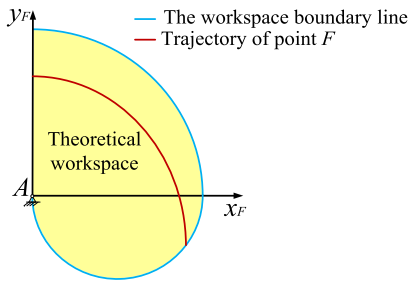 y_F
The workspace boundary line
Trajectory of point F
Theoretical
workspace
A
x_F